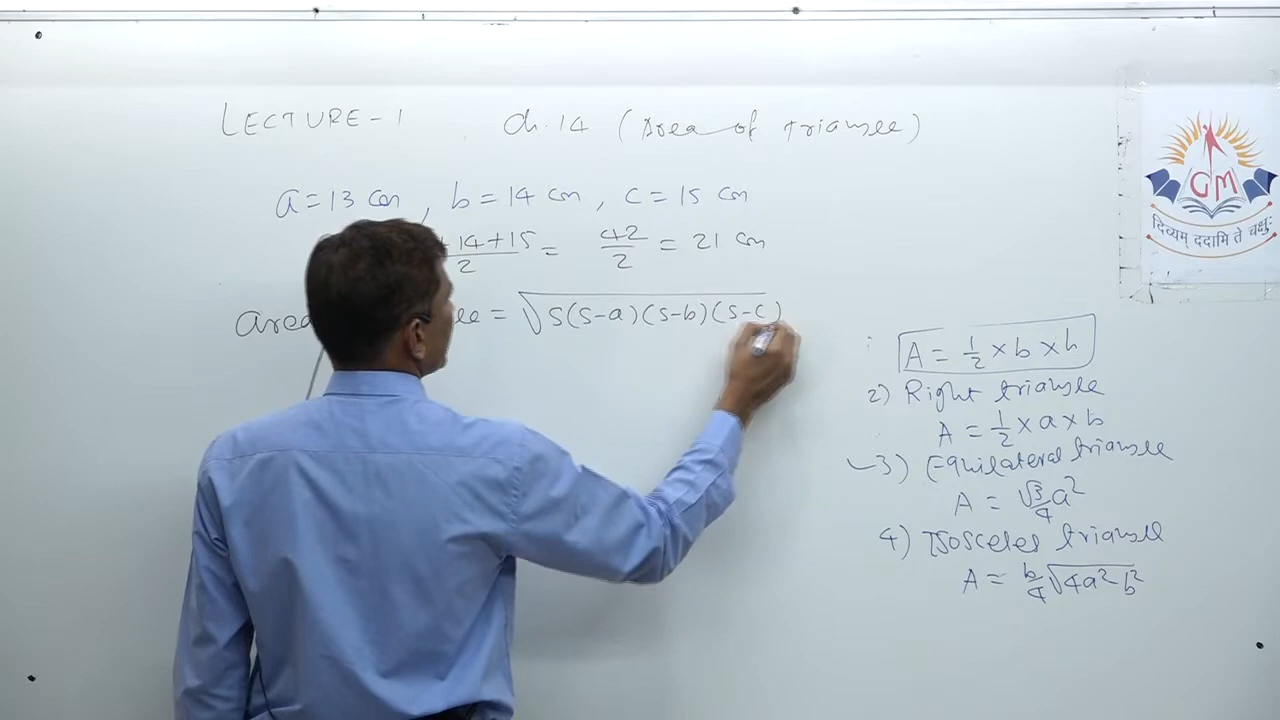 LECTURE-1 Ch.14 (Area of triangle)
a=13 cm, b=14 cm, c=15 cm
+14+15/2 = 42/2 = 21 cm
area = √s(s-a)(s-b)(s-c)
A = 1/2 × b × h
2) Right triangle
A = 1/2 × a × b
3) Equilateral triangle
A = √3/4 a²
4) Isosceles triangle
A = b/4 √4a²-b²
GM
दिव्यम् ददामि ते चक्षुः